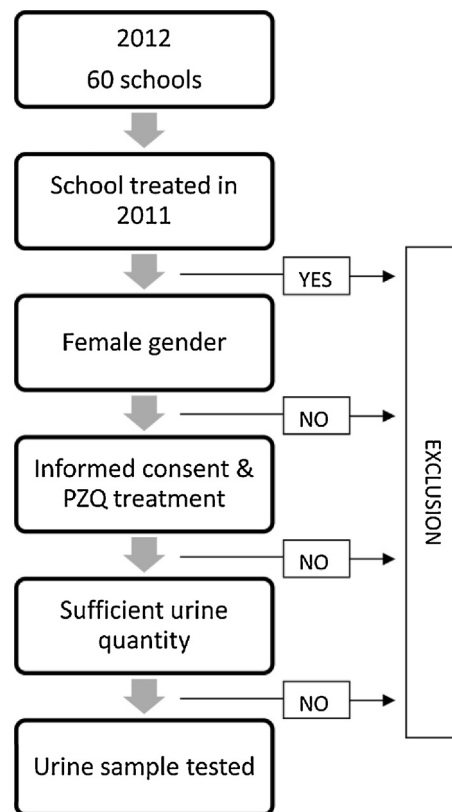 2012
60 schools
School treated in
2011
YES
Female gender
NO
Informed consent &
PZQ treatment
NO
Sufficient urine
quantity
NO
Urine sample tested
EXCLUSION